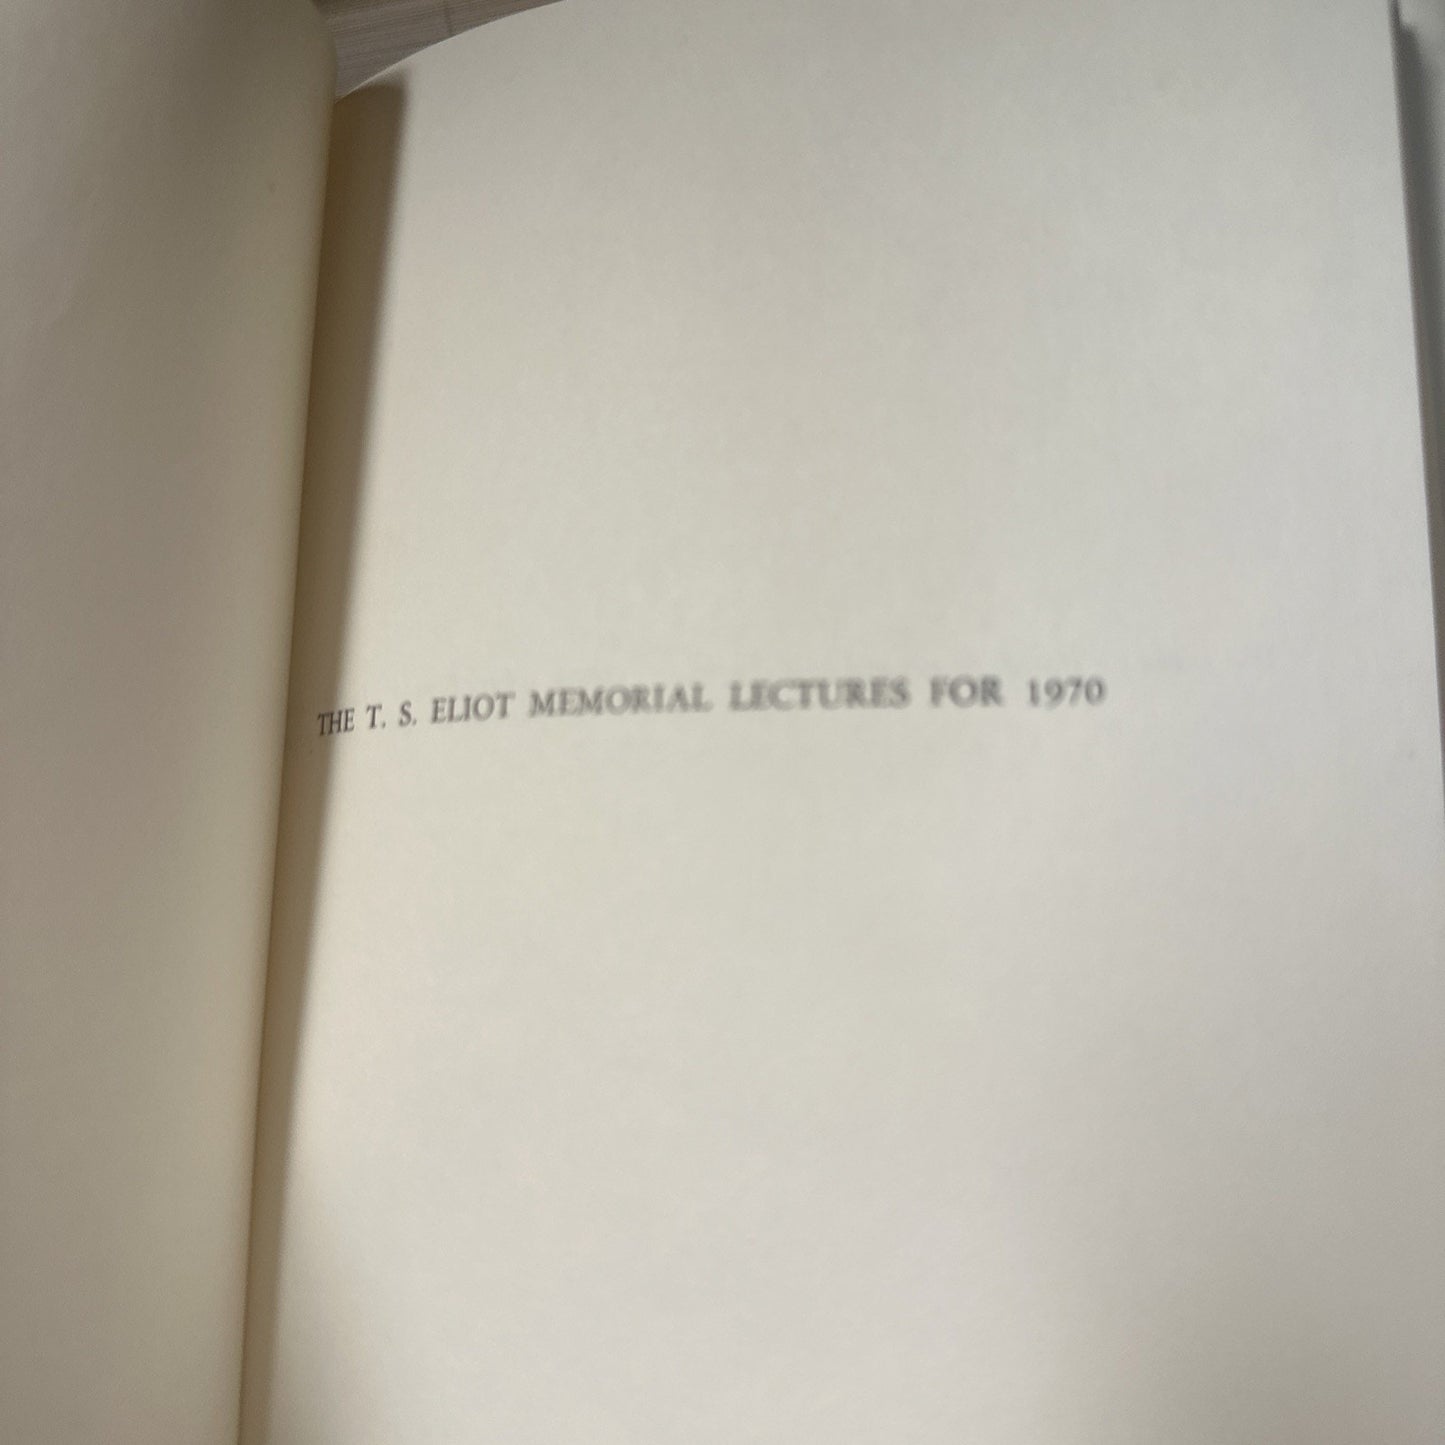 THE T. S. ELIOT MEMORIAL LECTURES FOR 1970